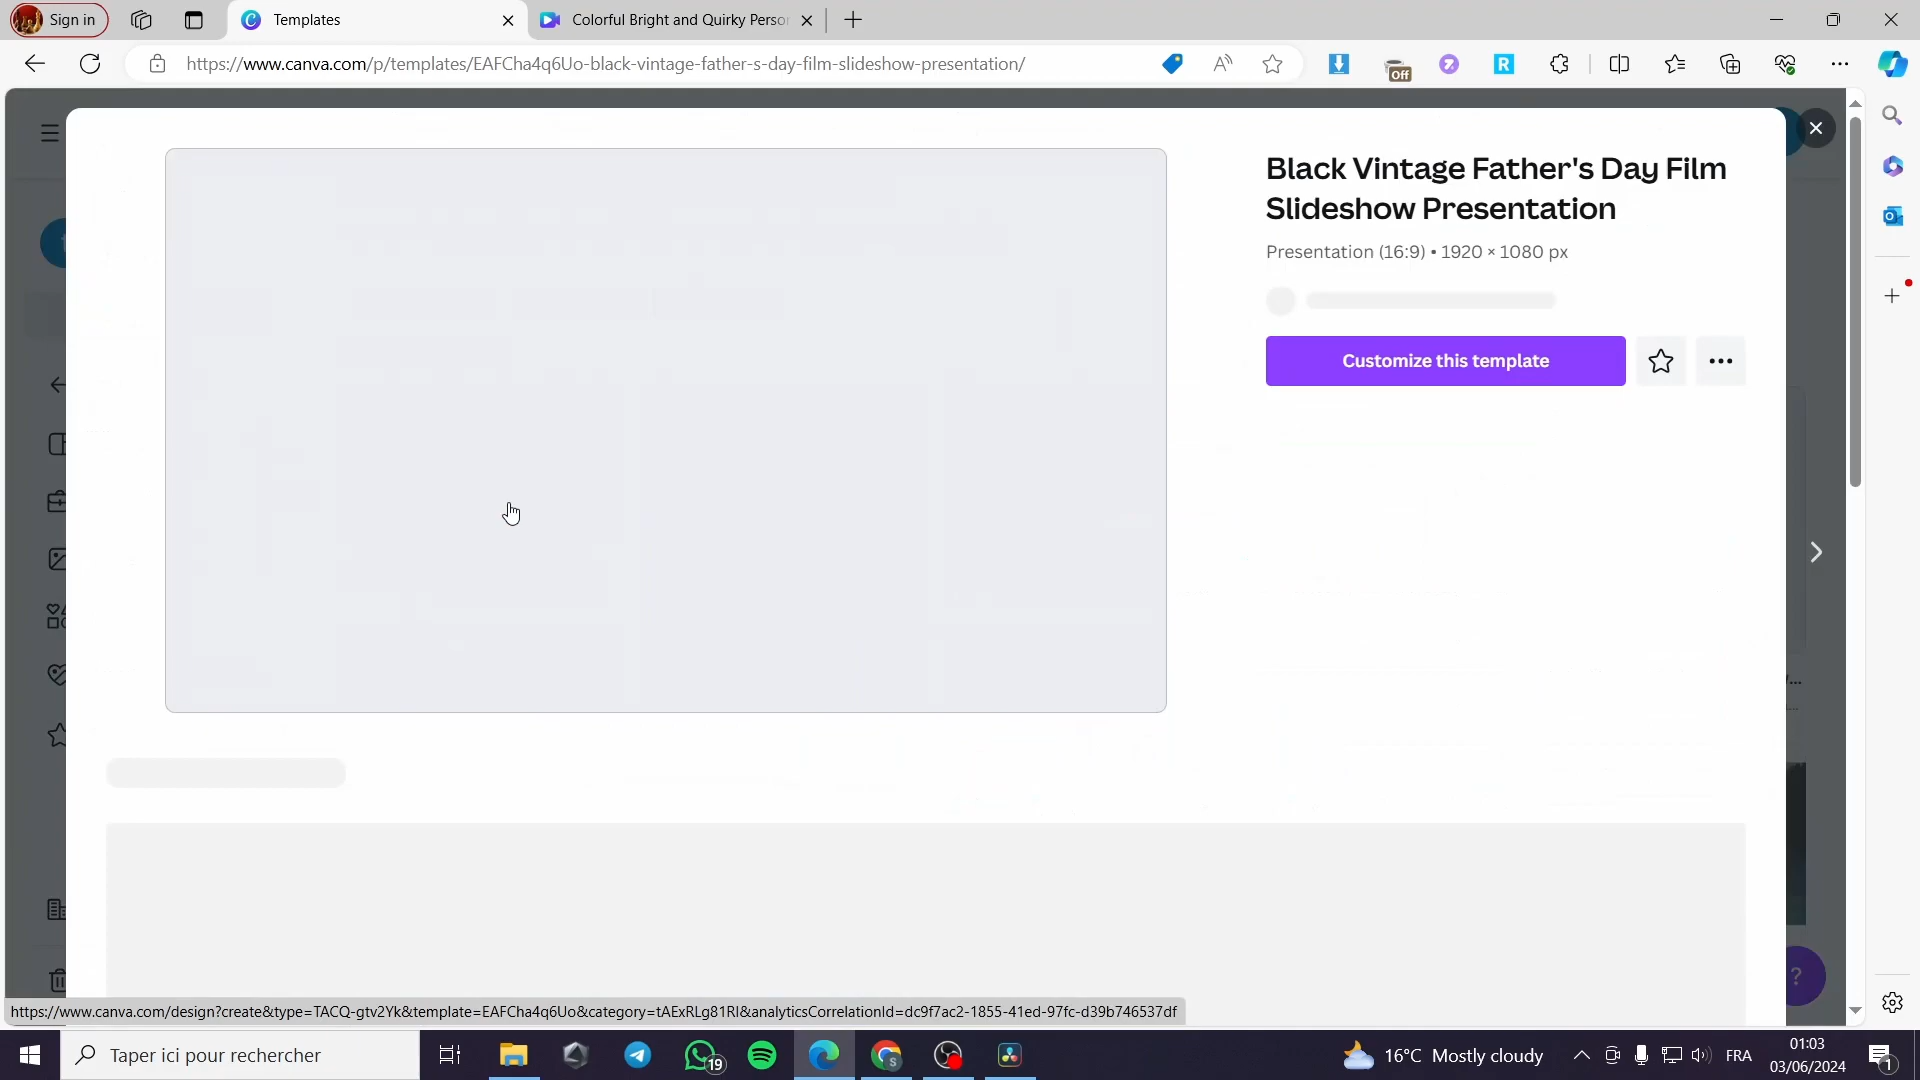 Sign in
Templates
Colorful Bright and Quirky Perso
https://www.canva.com/p/templates/EAFCha4q6Uo-black-vintage-father-s-day-film-slideshow-presentation/
Off
Black Vintage Father's Day Film
Slideshow Presentation
Presentation (16:9) • 1920 × 1080 px
Customize this template
https://www.canva.com/design?create&type=TACQ-gtv2Yk&template=EAFCha4q6Uo&category=tAExRLg81RI&analyticsCorrelationId=dc9f7ac2-1855-41ed-97fc-d39b746537df
Taper ici pour rechercher
19
16°C Mostly cloudy
FRA
01:03
03/06/2024
1